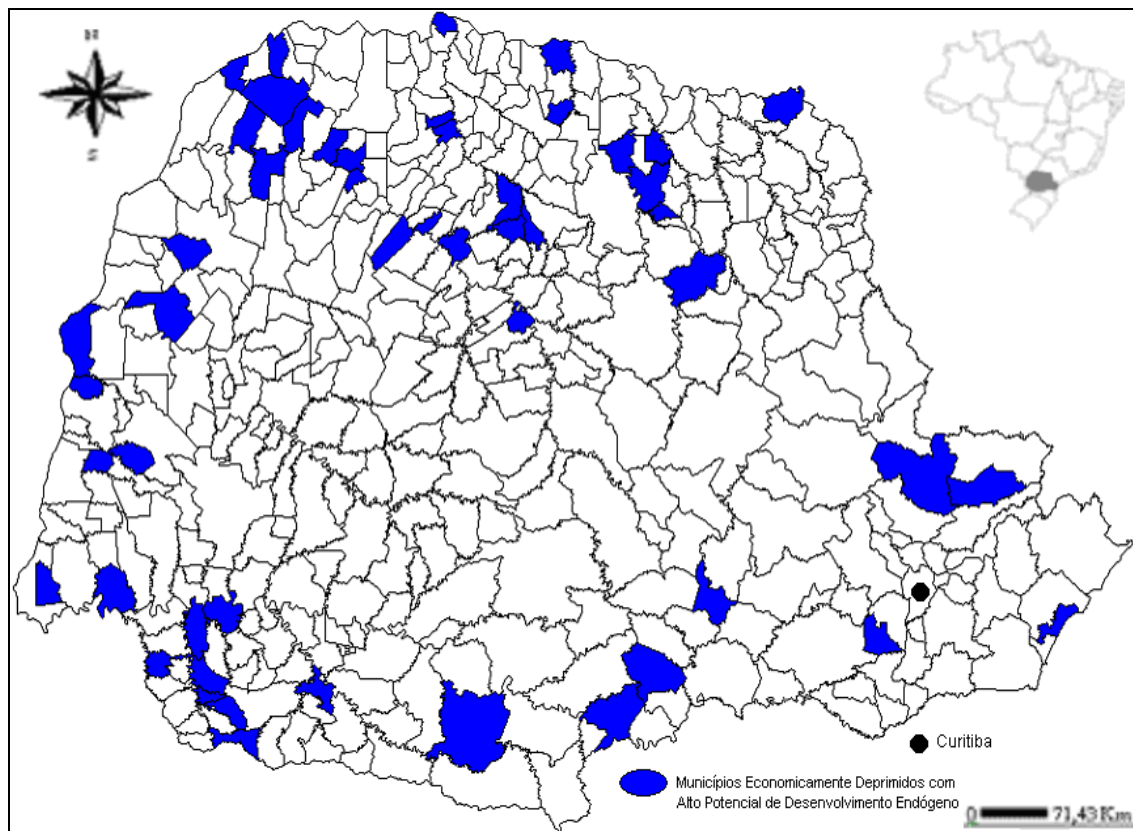 N
S
Curitiba
Municípios Economicamente Deprimidos com
Alto Potencial de Desenvolvimento Endógeno
0 71,43 Km